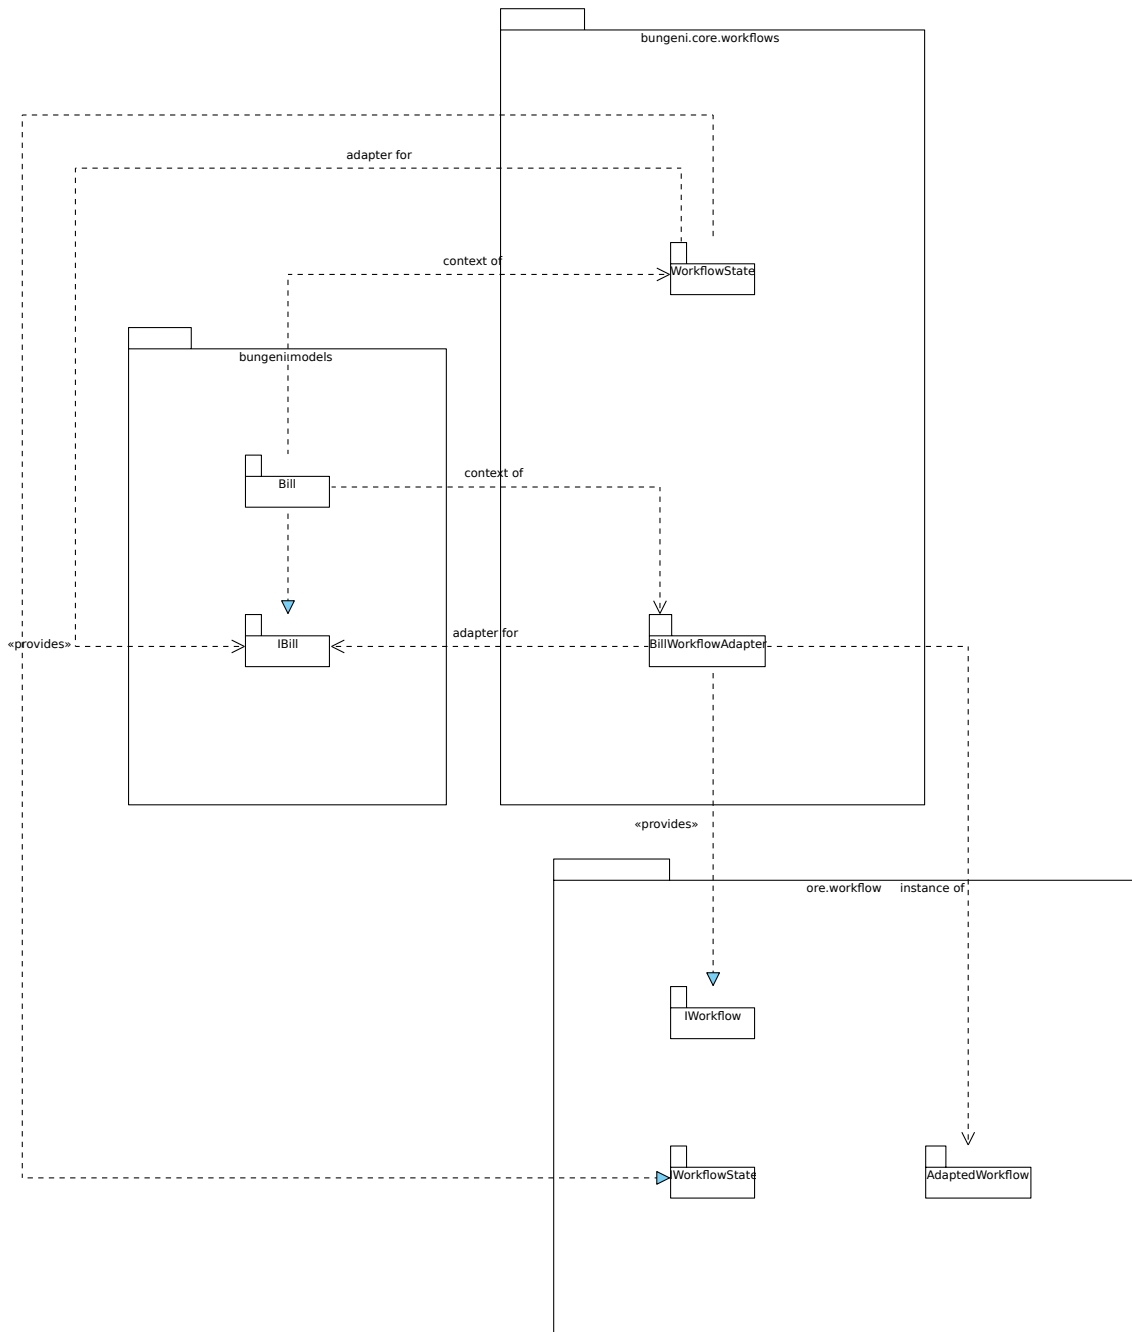 bungeni.core.workflows
adapter for
context of
WorkflowState
bungeni.models
context of
Bill
adapter for
«provides»
IBill
BillWorkflowAdapter
«provides»
ore.workflow
instance of
IWorkflow
IWorkflowState
AdaptedWorkflow